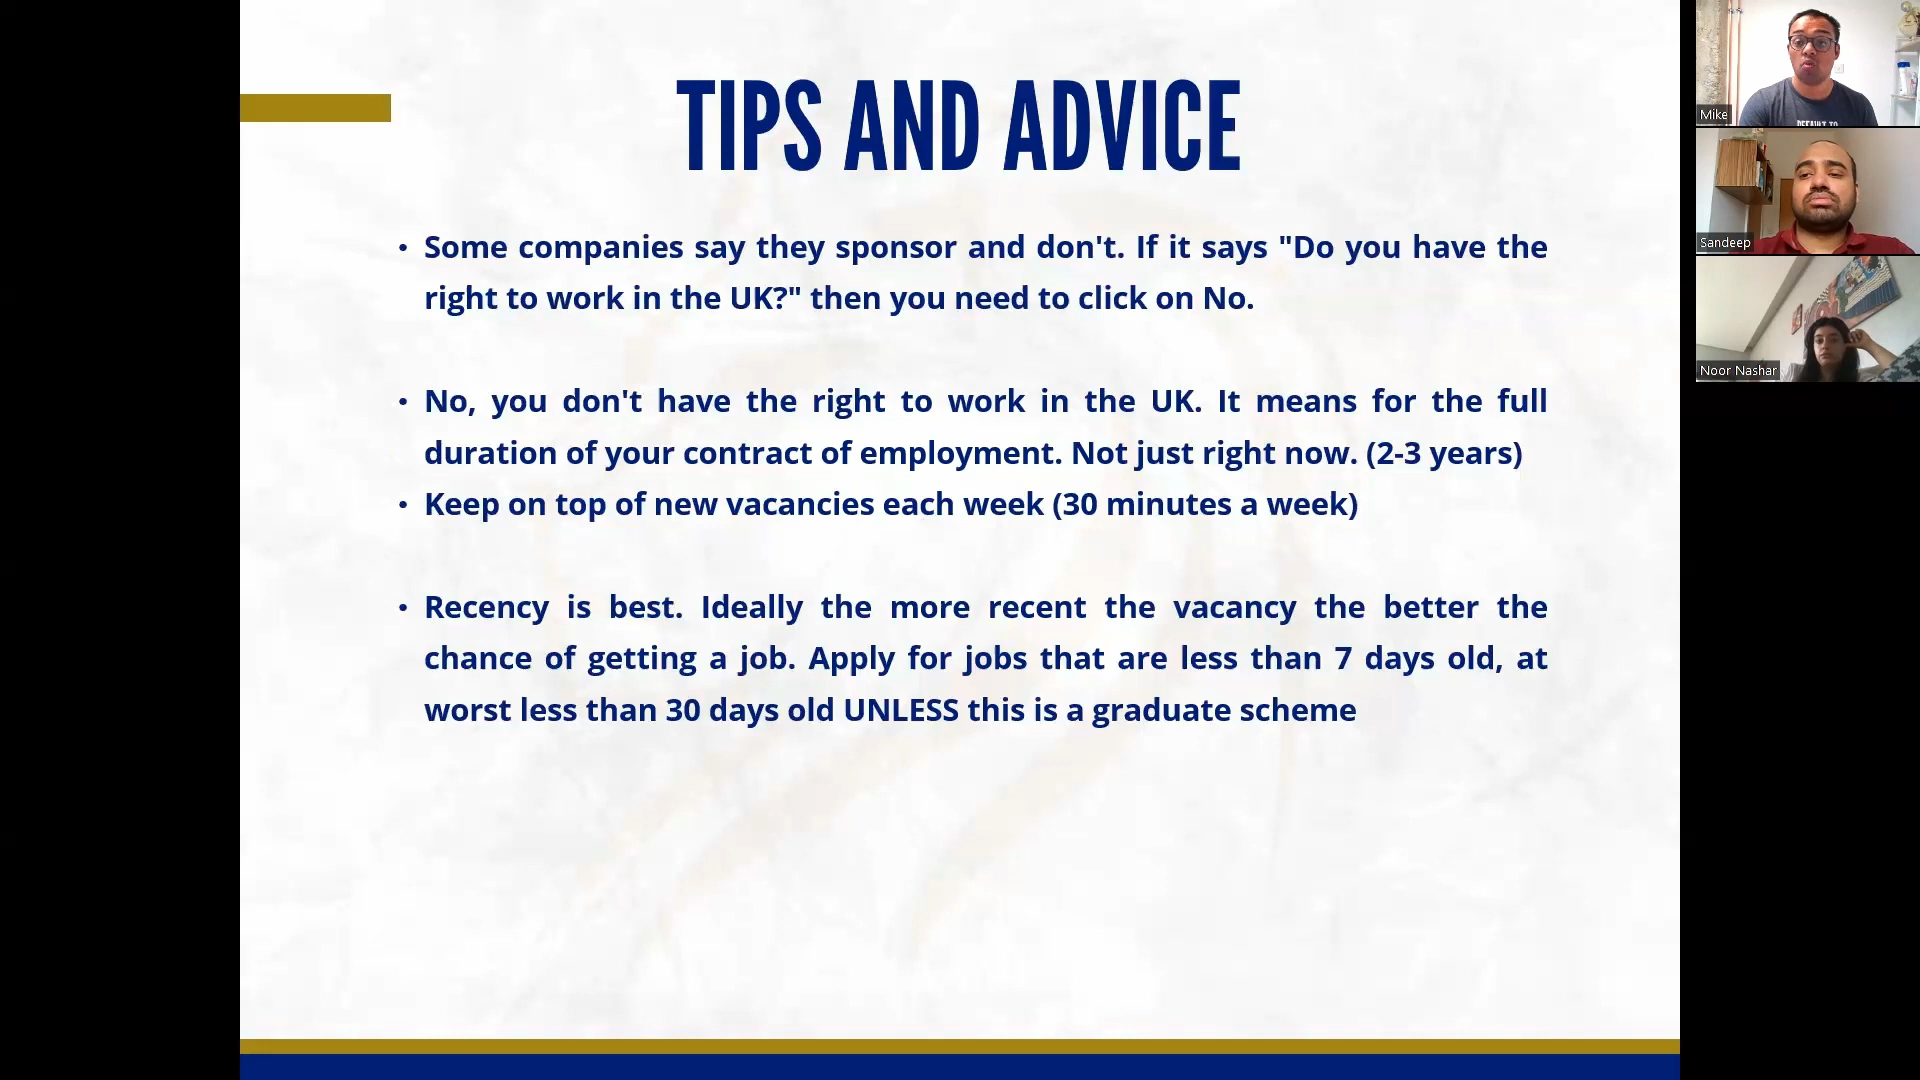 TIPS AND ADVICE
• Some companies say they sponsor and don't. If it says "Do you have the
right to work in the UK?" then you need to click on No.
• No, you don't have the right to work in the UK. It means for the full
duration of your contract of employment. Not just right now. (2-3 years)
• Keep on top of new vacancies each week (30 minutes a week)
• Recency is best. Ideally the more recent the vacancy the better the
chance of getting a job. Apply for jobs that are less than 7 days old, at
worst less than 30 days old UNLESS this is a graduate scheme
DEFAULT TO
Mike
Sandeep
Noor Nashar